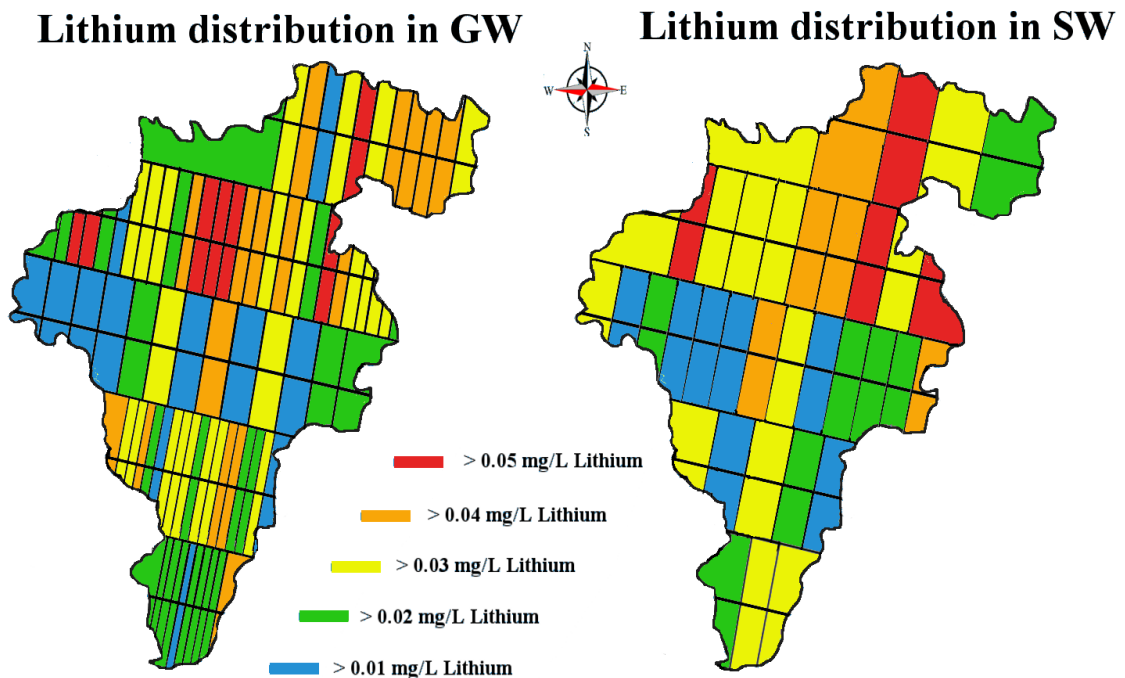 Lithium distribution in GW
Lithium distribution in SW
N
W
E
S
> 0.05 mg/L Lithium
> 0.04 mg/L Lithium
> 0.03 mg/L Lithium
> 0.02 mg/L Lithium
> 0.01 mg/L Lithium